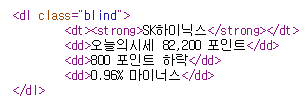 <dl class="blind">
<dt><strong>SK하이닉스</strong></dt>
<dd>오늘의시세 82,200 포인트</dd>
<dd>800 포인트 하락</dd>
<dd>0.96% 마이너스</dd>
</dl>